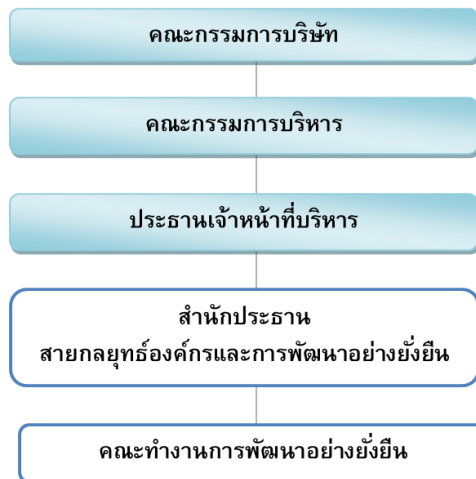 คณะกรรมการบริษัท
คณะกรรมการบริหาร
ประธานเจ้าหน้าที่บริหาร
สำนักประธาน
สายกลยุทธ์องค์กรและการพัฒนาอย่างยั่งยืน
คณะทำงานการพัฒนาอย่างยั่งยืน